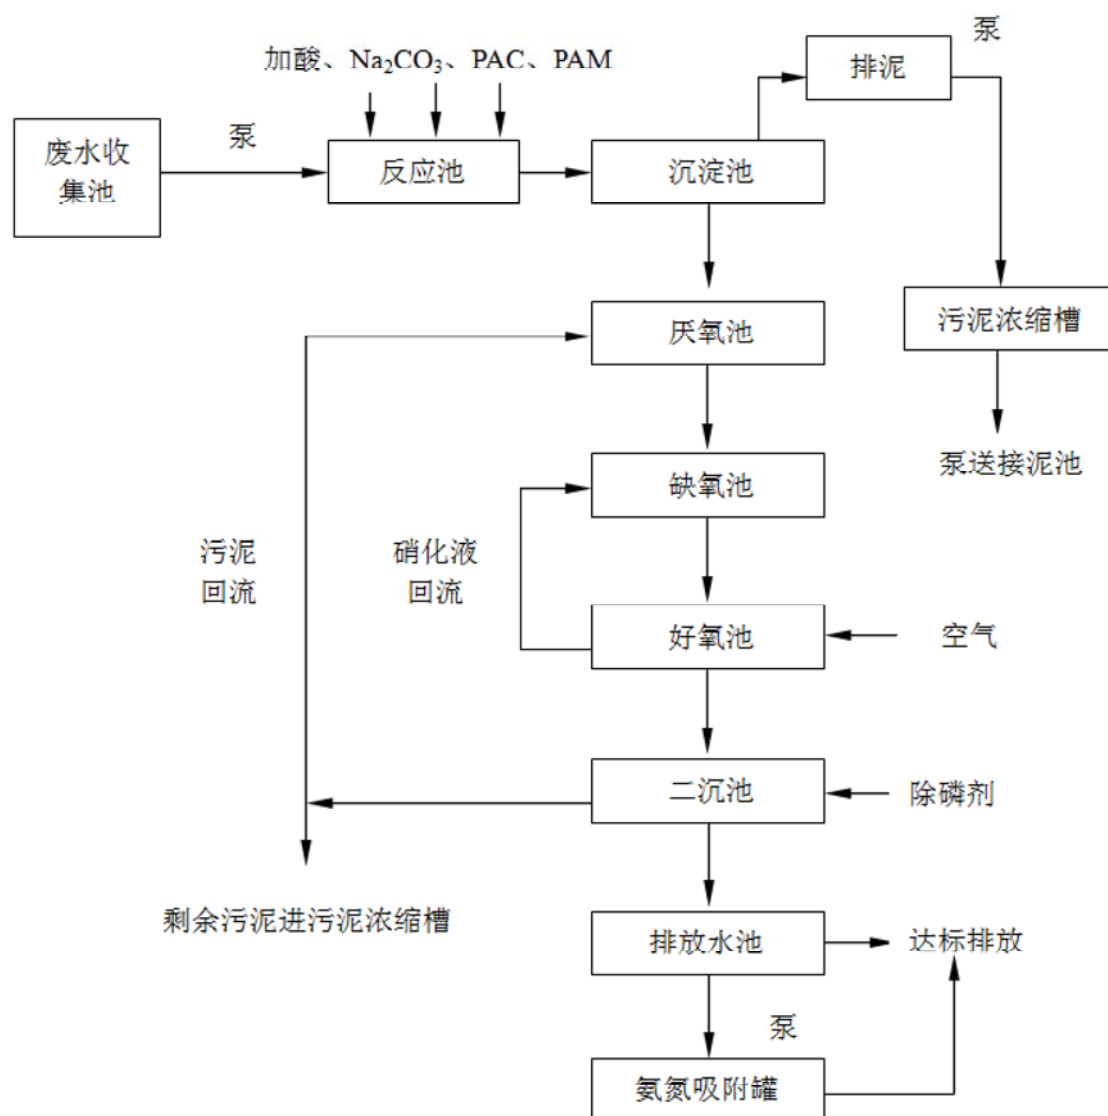 泵
加酸、Na₂CO₃、PAC、PAM
排泥
废水收
集池
泵
反应池
沉淀池
厌氧池
污泥浓缩槽
泵送接泥池
缺氧池
污泥
回流
硝化液
回流
好氧池
空气
二沉池
除磷剂
剩余污泥进污泥浓缩槽
排放水池
达标排放
泵
氨氮吸附罐